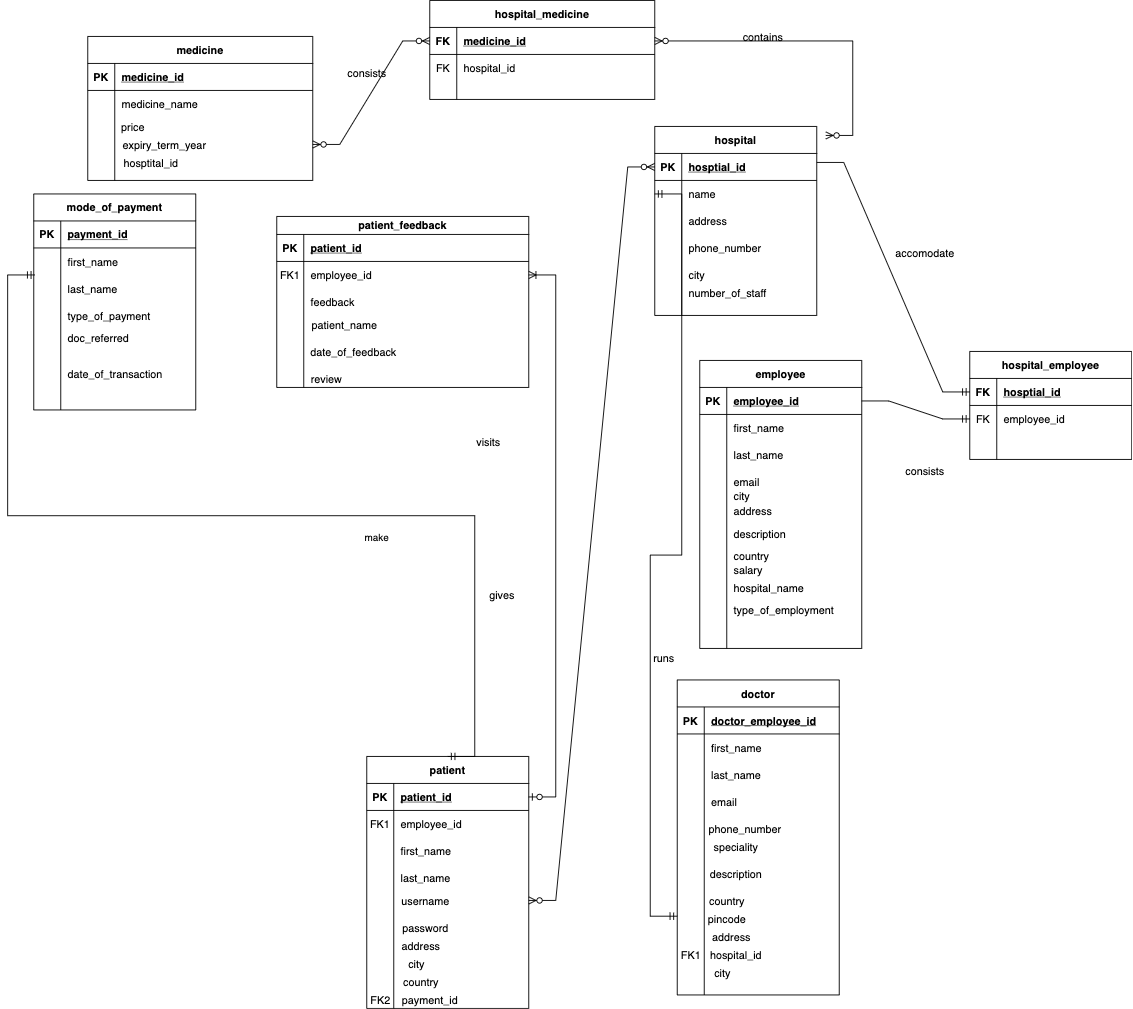 hospital_medicine
FK medicine_id
FK hospital_id
contains
medicine
PK medicine_id
medicine_name
price
expiry_term_year
hosptital_id
consists
hospital
PK hosptial_id
name
address
phone_number
city
number_of_staff
mode_of_payment
PK payment_id
first_name
last_name
type_of_payment
doc_referred
date_of_transaction
patient_feedback
PK patient_id
FK1 employee_id
feedback
patient_name
date_of_feedback
review
accomodate
hospital_employee
FK hosptial_id
FK employee_id
consists
employee
PK employee_id
first_name
last_name
email
city
address
description
country
salary
hospital_name
type_of_employment
visits
make
gives
runs
doctor
PK doctor_employee_id
first_name
last_name
email
phone_number
speciality
description
country
pincode
address
FK1 hospital_id
city
patient
PK patient_id
FK1 employee_id
first_name
last_name
username
password
address
city
country
FK2 payment_id